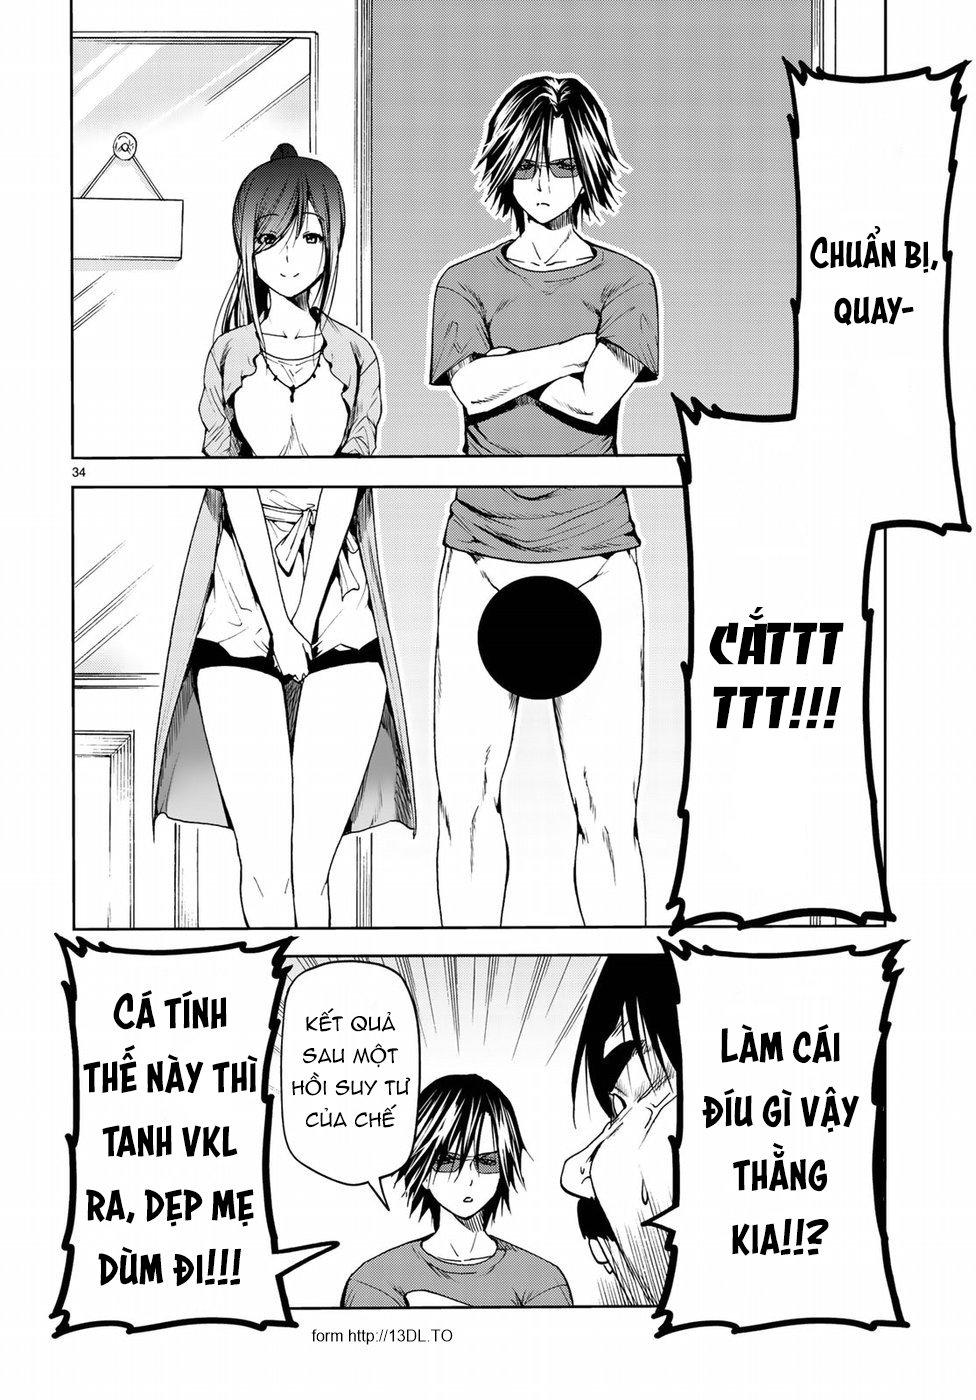 CHUẨN BỊ,
QUAY-
34
CẮTTT
TTT!!!
LÀM CÁI
ĐÍU GÌ VẬY
THẰNG
KIA!!?
KẾT QUẢ
SAU MỘT
HỒI SUY TƯ
CỦA CHẾ
CÁ TÍNH
THẾ NÀY THÌ
TANH VKL
RA, DẸP MẸ
DÙM ĐI!!!
form http://13DL.TO